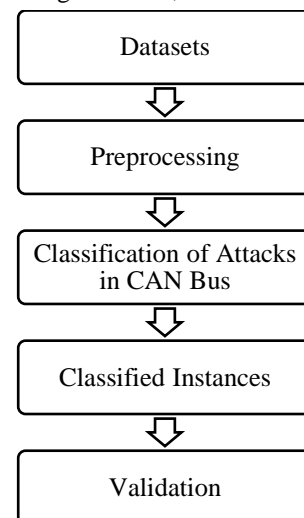 Datasets
Preprocessing
Classification of Attacks
in CAN Bus
Classified Instances
Validation